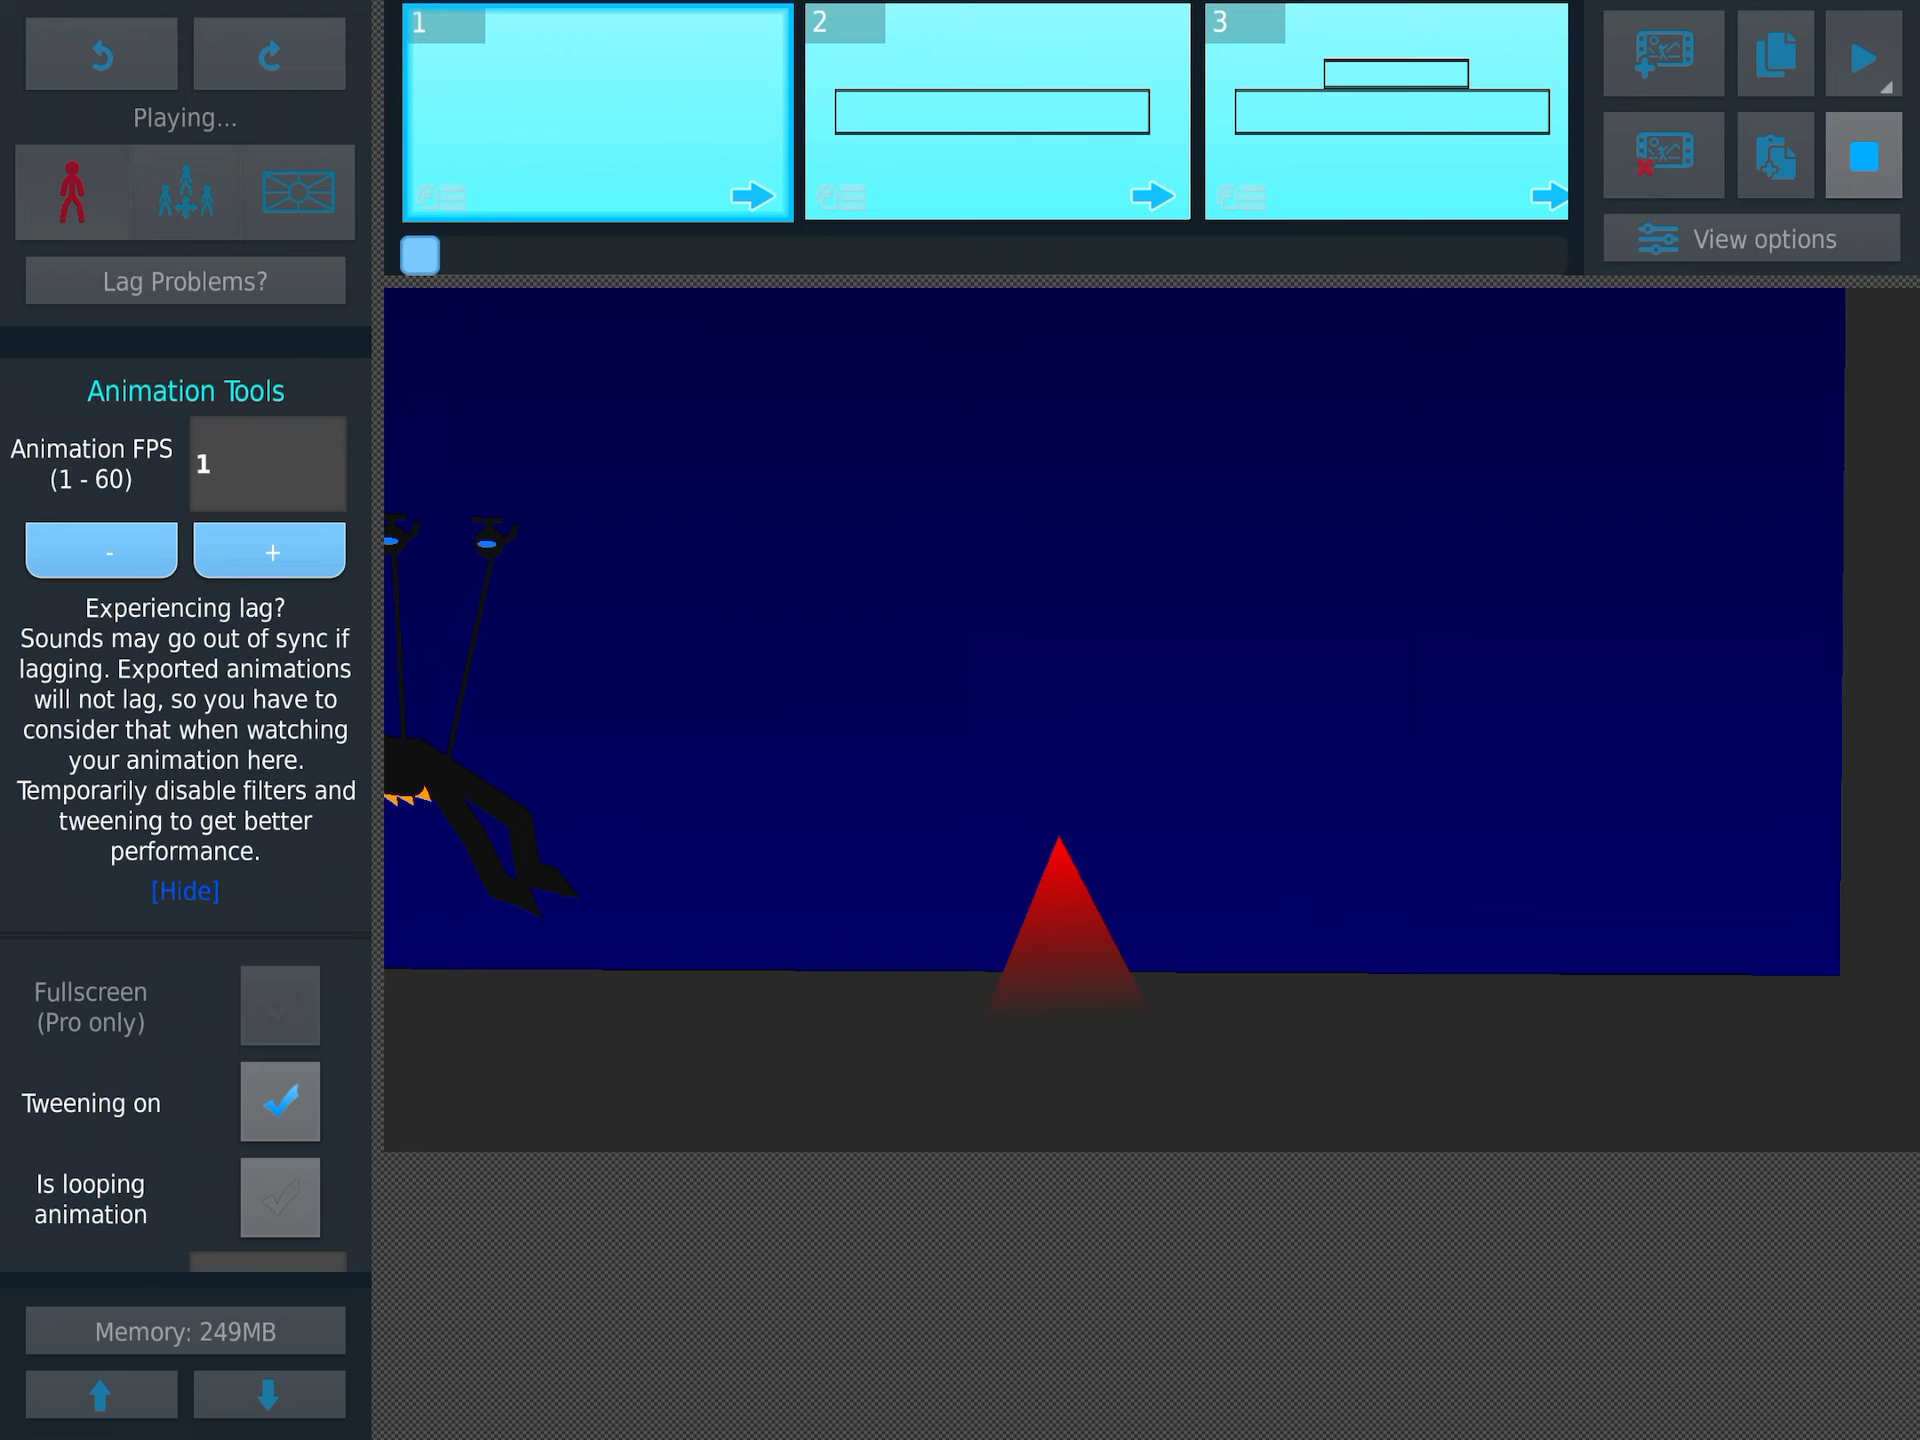 Playing...
Lag Problems?
Animation Tools
Animation FPS
(1 - 60)
1
-
+
Experiencing lag?
Sounds may go out of sync if
lagging. Exported animations
will not lag, so you have to
consider that when watching
your animation here.
Temporarily disable filters and
tweening to get better
performance.
[Hide]
Fullscreen
(Pro only)
Tweening on
Is looping
animation
Memory: 249MB
1
2
3
View options